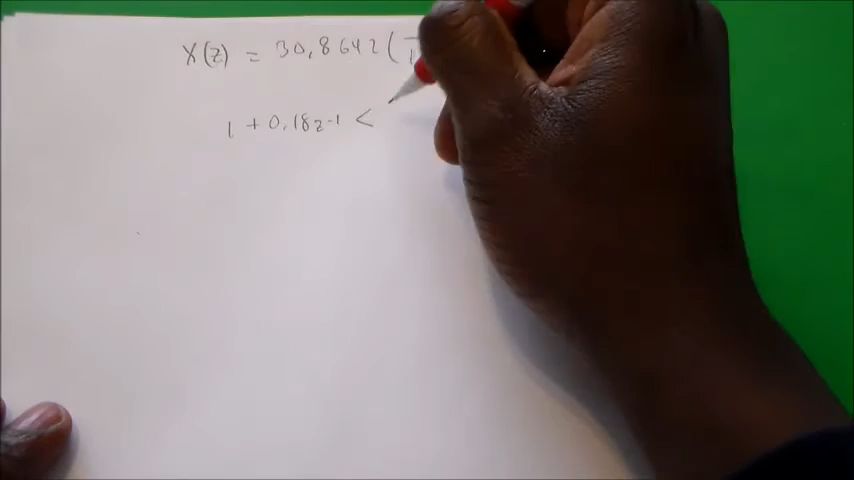 X(z) = 30,8642 (
1 + 0,18z-1 <